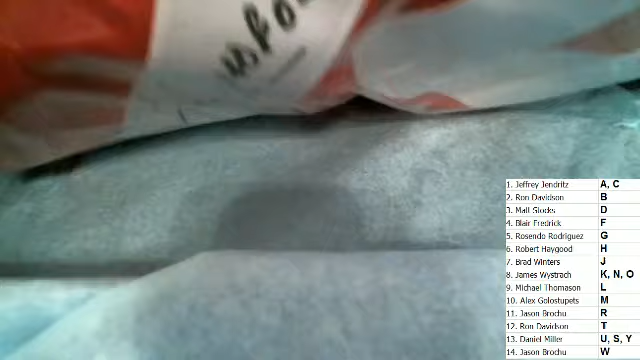 1. Jeffrey Jendritz A, C
2. Ron Davidson B
3. Matt Stocks D
4. Blair Fredrick F
5. Rosendo Rodriguez G
6. Robert Haygood H
7. Brad Winters J
8. James Wystrach K, N, O
9. Michael Thomason L
10. Alex Golostupets M
11. Jason Brochu R
12. Ron Davidson T
13. Daniel Miller U, S, Y
14. Jason Brochu W